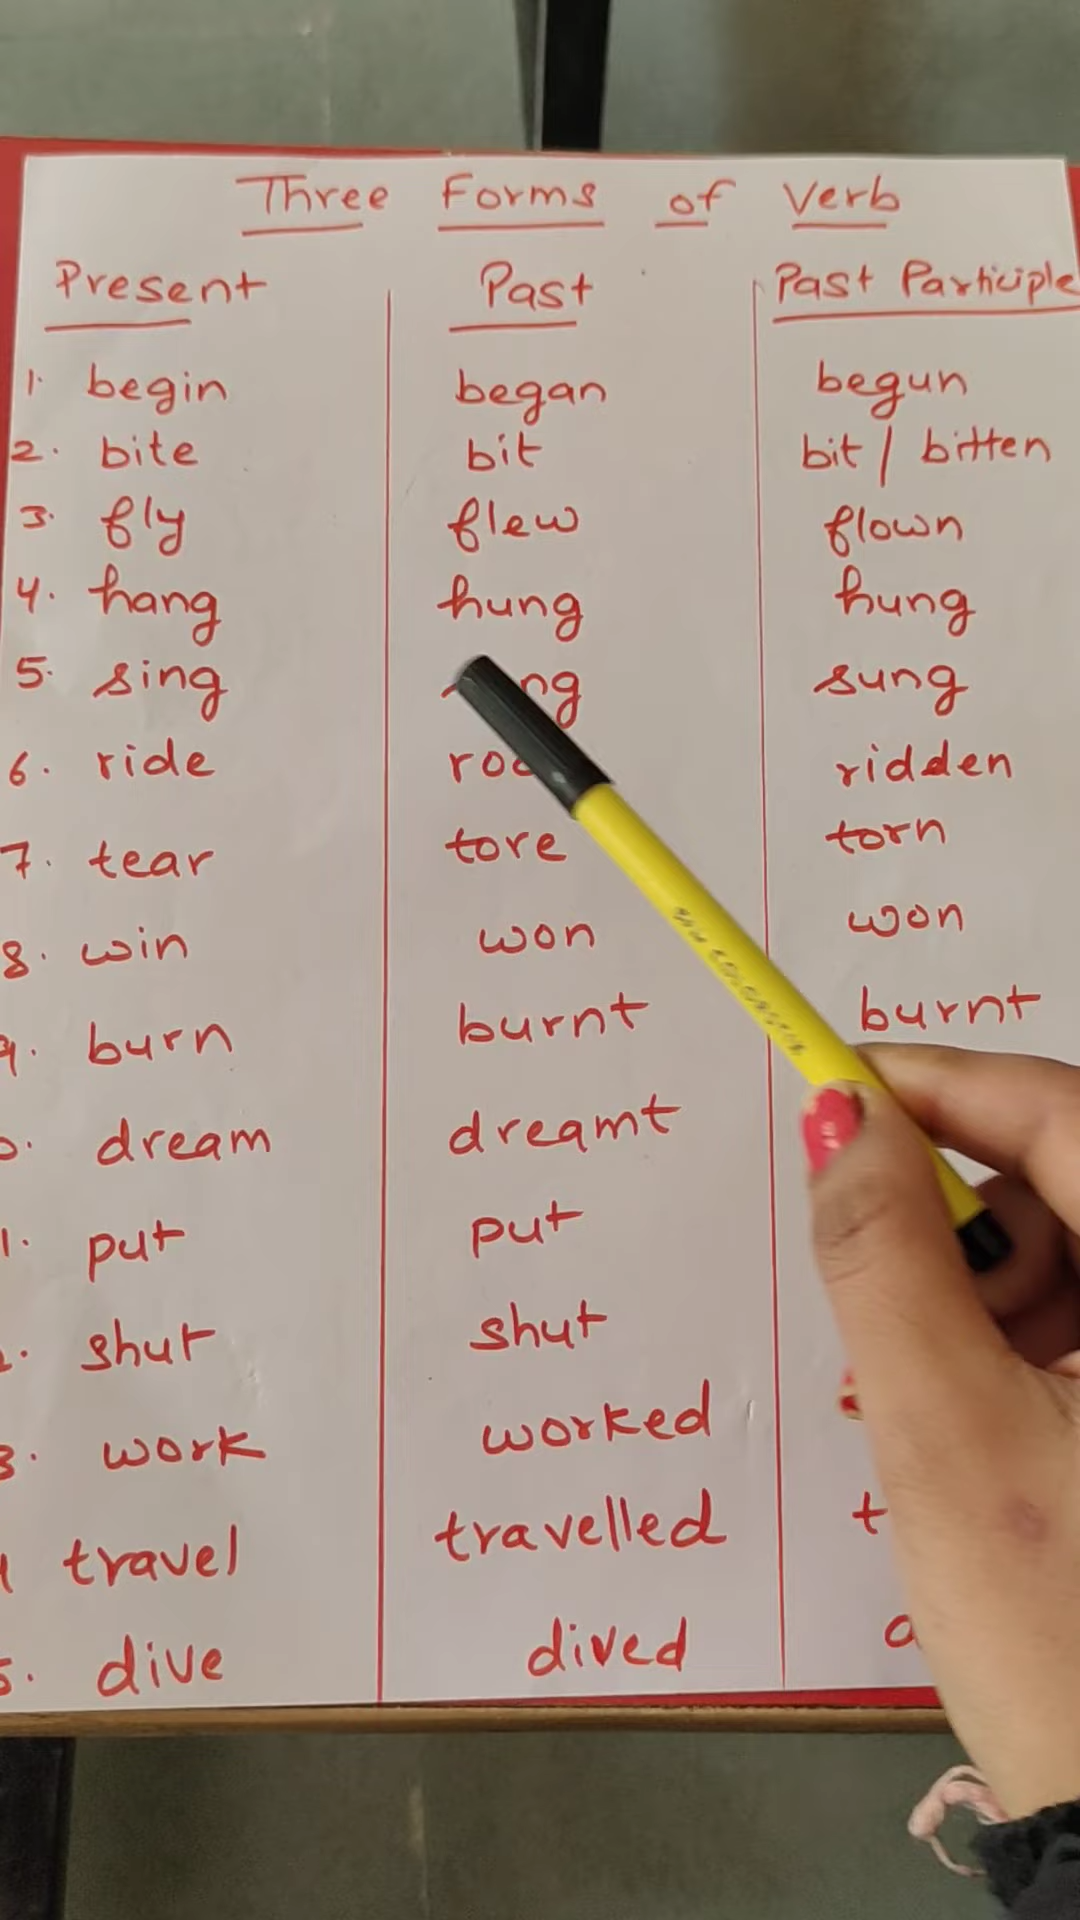 Three Forms of Verb
Present Past Past Participle
1. begin began begun
2. bite bit bit / bitten
3. fly flew flown
4. hang hung hung
5. sing sung
6. ride ridden
7. tear tore torn
8. win won won
9. burn burnt burnt
dream dreamt
put put
shut shut
work worked
travel travelled
dive dived